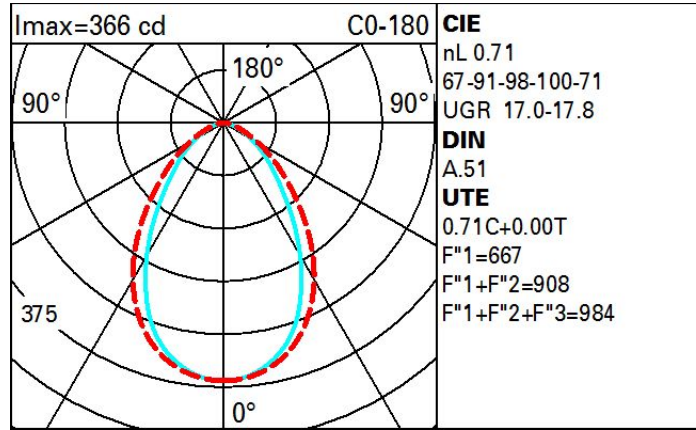 Imax=366 cd C0-180
180°
90° 90°
375
0°
CIE
nL 0.71
67-91-98-100-71
UGR 17.0-17.8
DIN
A.51
UTE
0.71C+0.00T
F"1=667
F"1+F"2=908
F"1+F"2+F"3=984